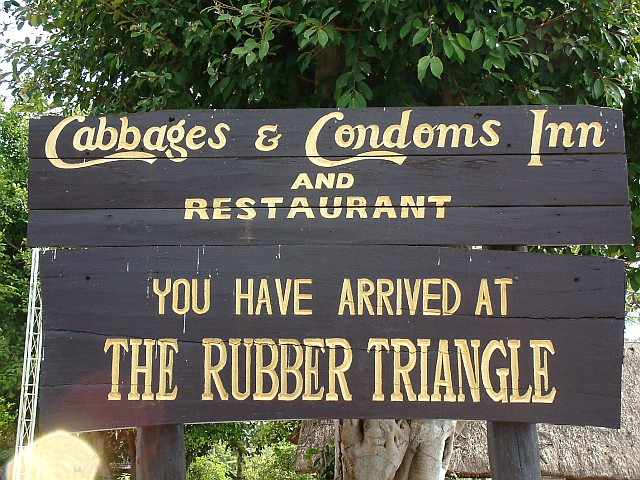 Cabbages & Condoms Inn
AND
RESTAURANT
YOU HAVE ARRIVED AT
THE RUBBER TRIANGLE